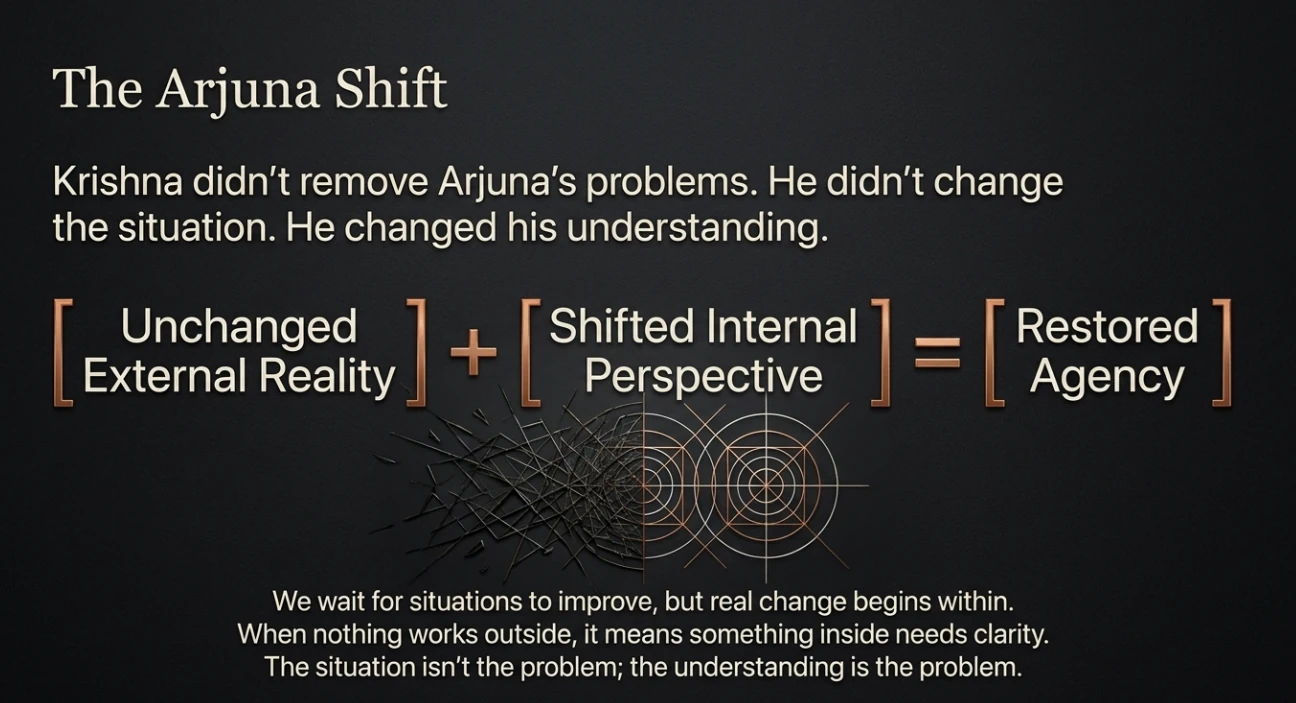 The Arjuna Shift
Krishna didn’t remove Arjuna’s problems. He didn’t change
the situation. He changed his understanding.
[ Unchanged External Reality ] + [ Shifted Internal Perspective ] = [ Restored Agency ]
We wait for situations to improve, but real change begins within.
When nothing works outside, it means something inside needs clarity.
The situation isn’t the problem; the understanding is the problem.